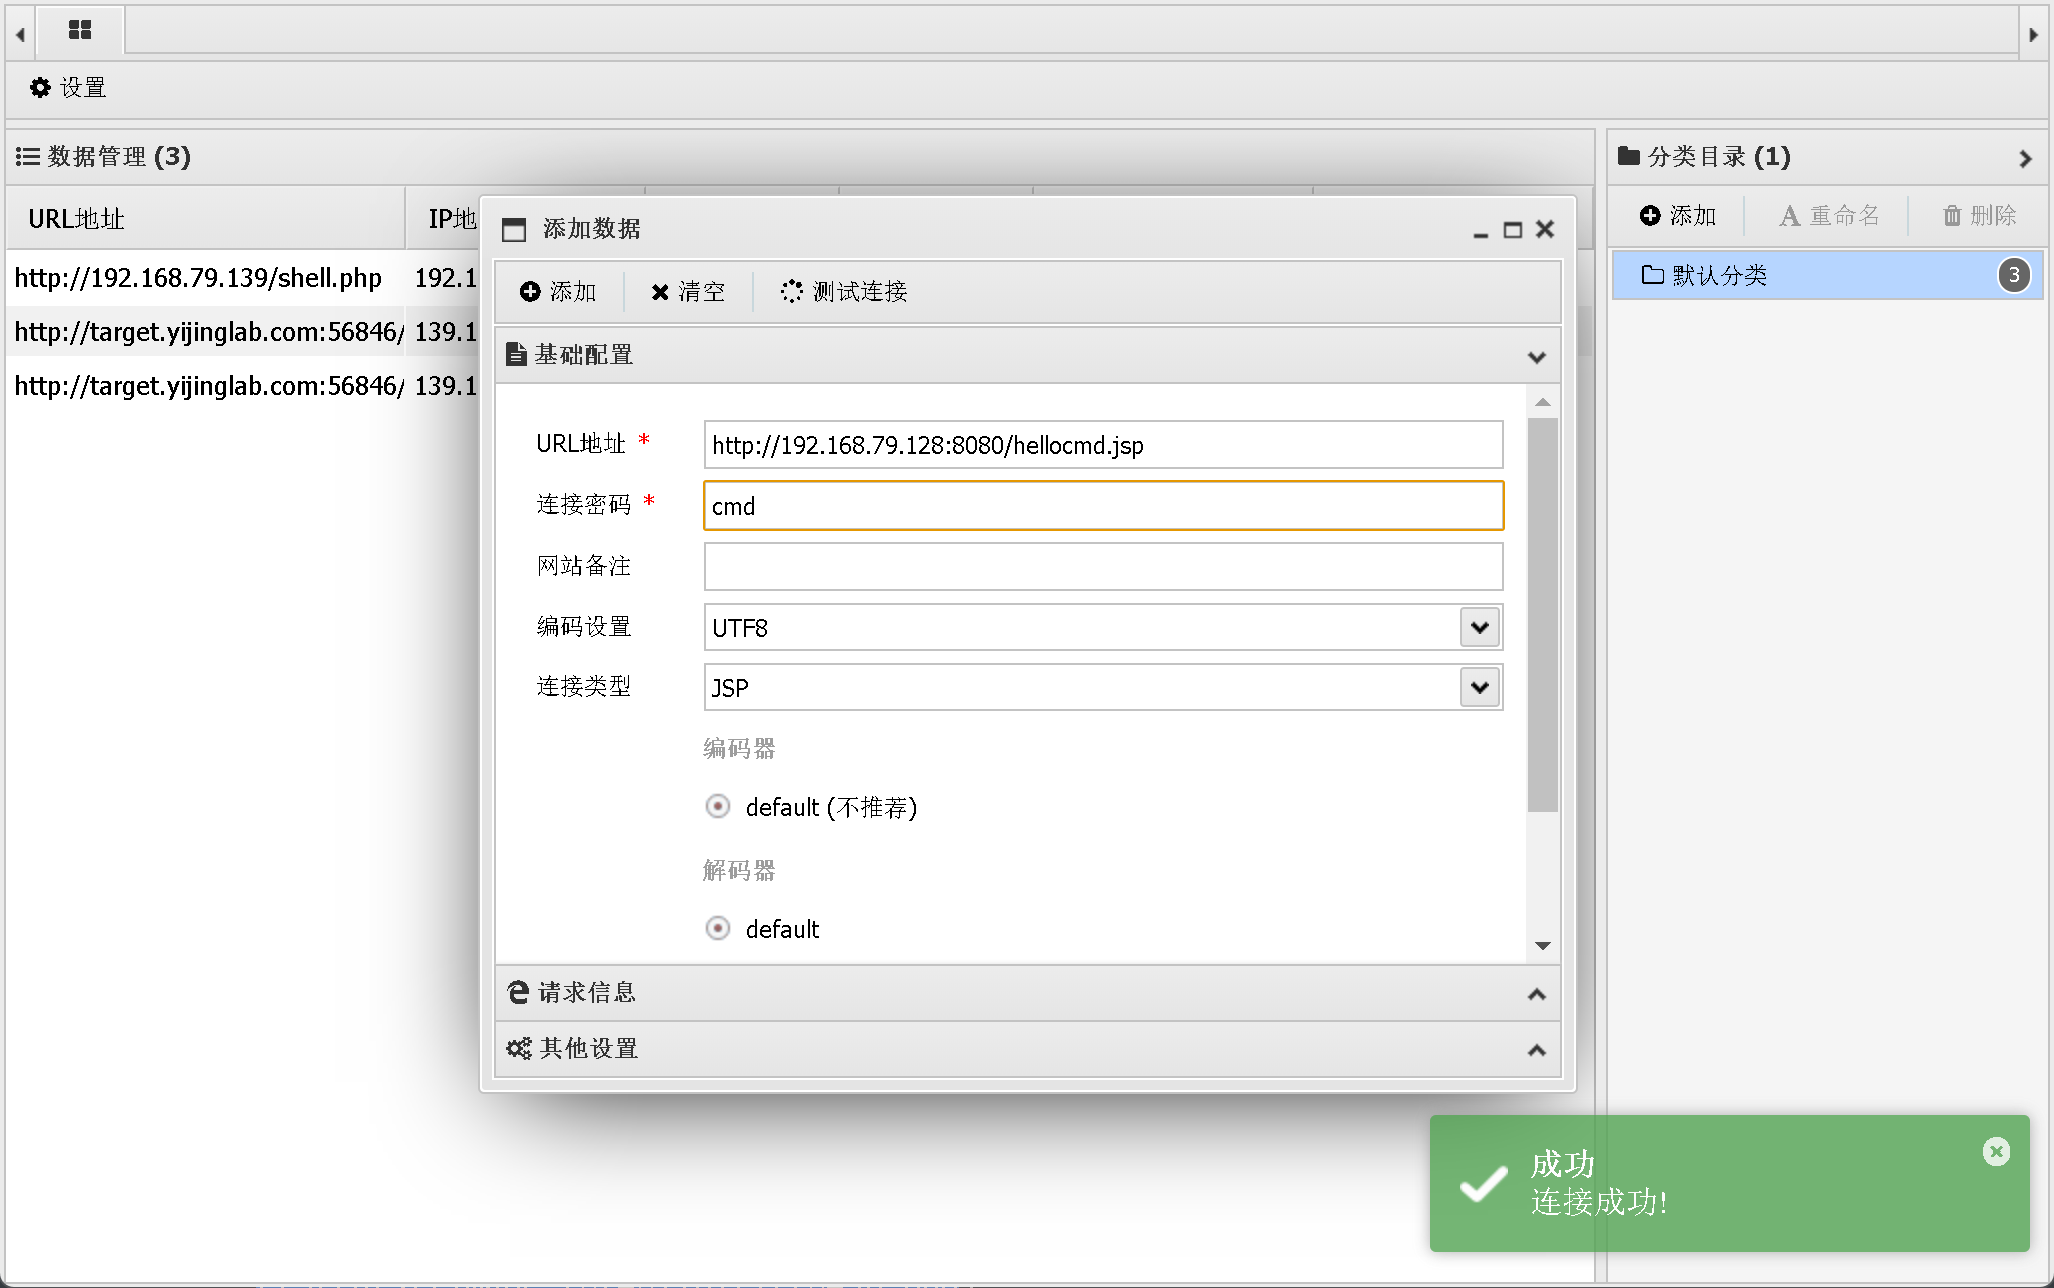 设置
数据管理 (3)
URL地址
IP地
http://192.168.79.139/shell.php 192.1
http://target.yijinglab.com:56846/ 139.1
http://target.yijinglab.com:56846/ 139.1
添加数据
添加 清空 测试连接
基础配置
URL地址 *
http://192.168.79.128:8080/hellocmd.jsp
连接密码 *
cmd
网站备注
编码设置
UTF8
连接类型
JSP
编码器
default (不推荐)
解码器
default
请求信息
其他设置
分类目录 (1)
添加 重命名 删除
默认分类 3
成功
连接成功!